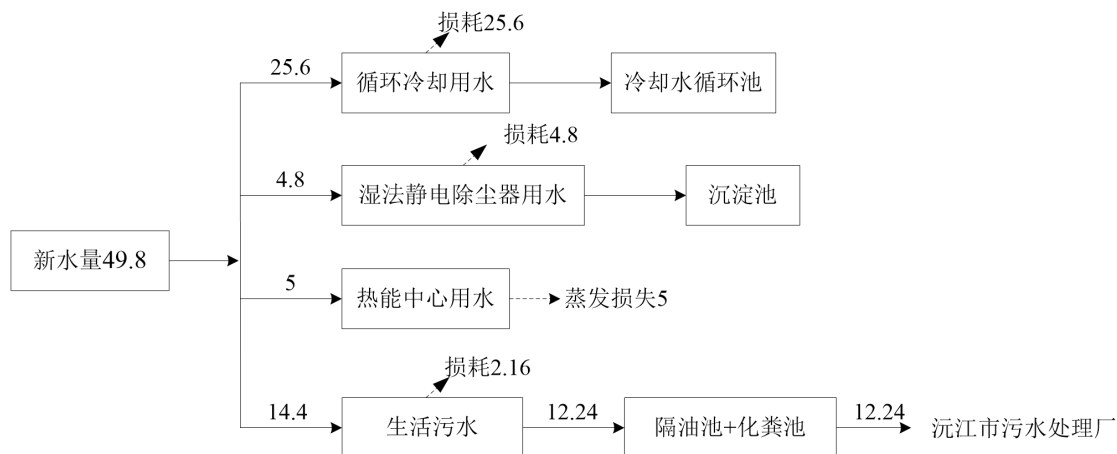 损耗25.6
25.6
循环冷却用水
冷却水循环池
损耗4.8
4.8
湿法静电除尘器用水
沉淀池
新水量49.8
5
热能中心用水
蒸发损失5
损耗2.16
14.4
生活污水
12.24
隔油池+化粪池
12.24
沅江市污水处理厂